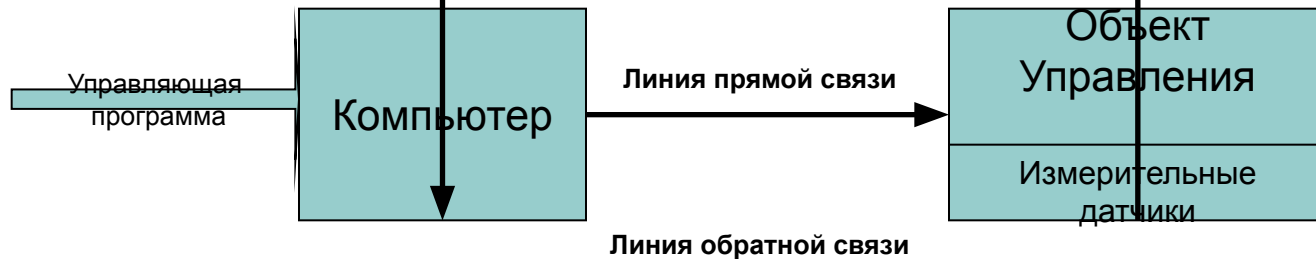 Управляющая
программа
Компьютер
Линия прямой связи
Объект
Управления
Измерительные
датчики
Линия обратной связи